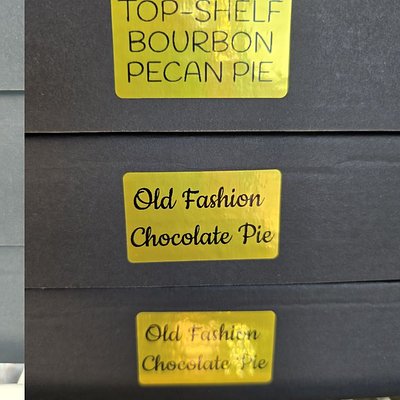 TOP-SHELF
BOURBON
PECAN PIE
Old Fashion
Chocolate Pie
Old Fashion
Chocolate Pie